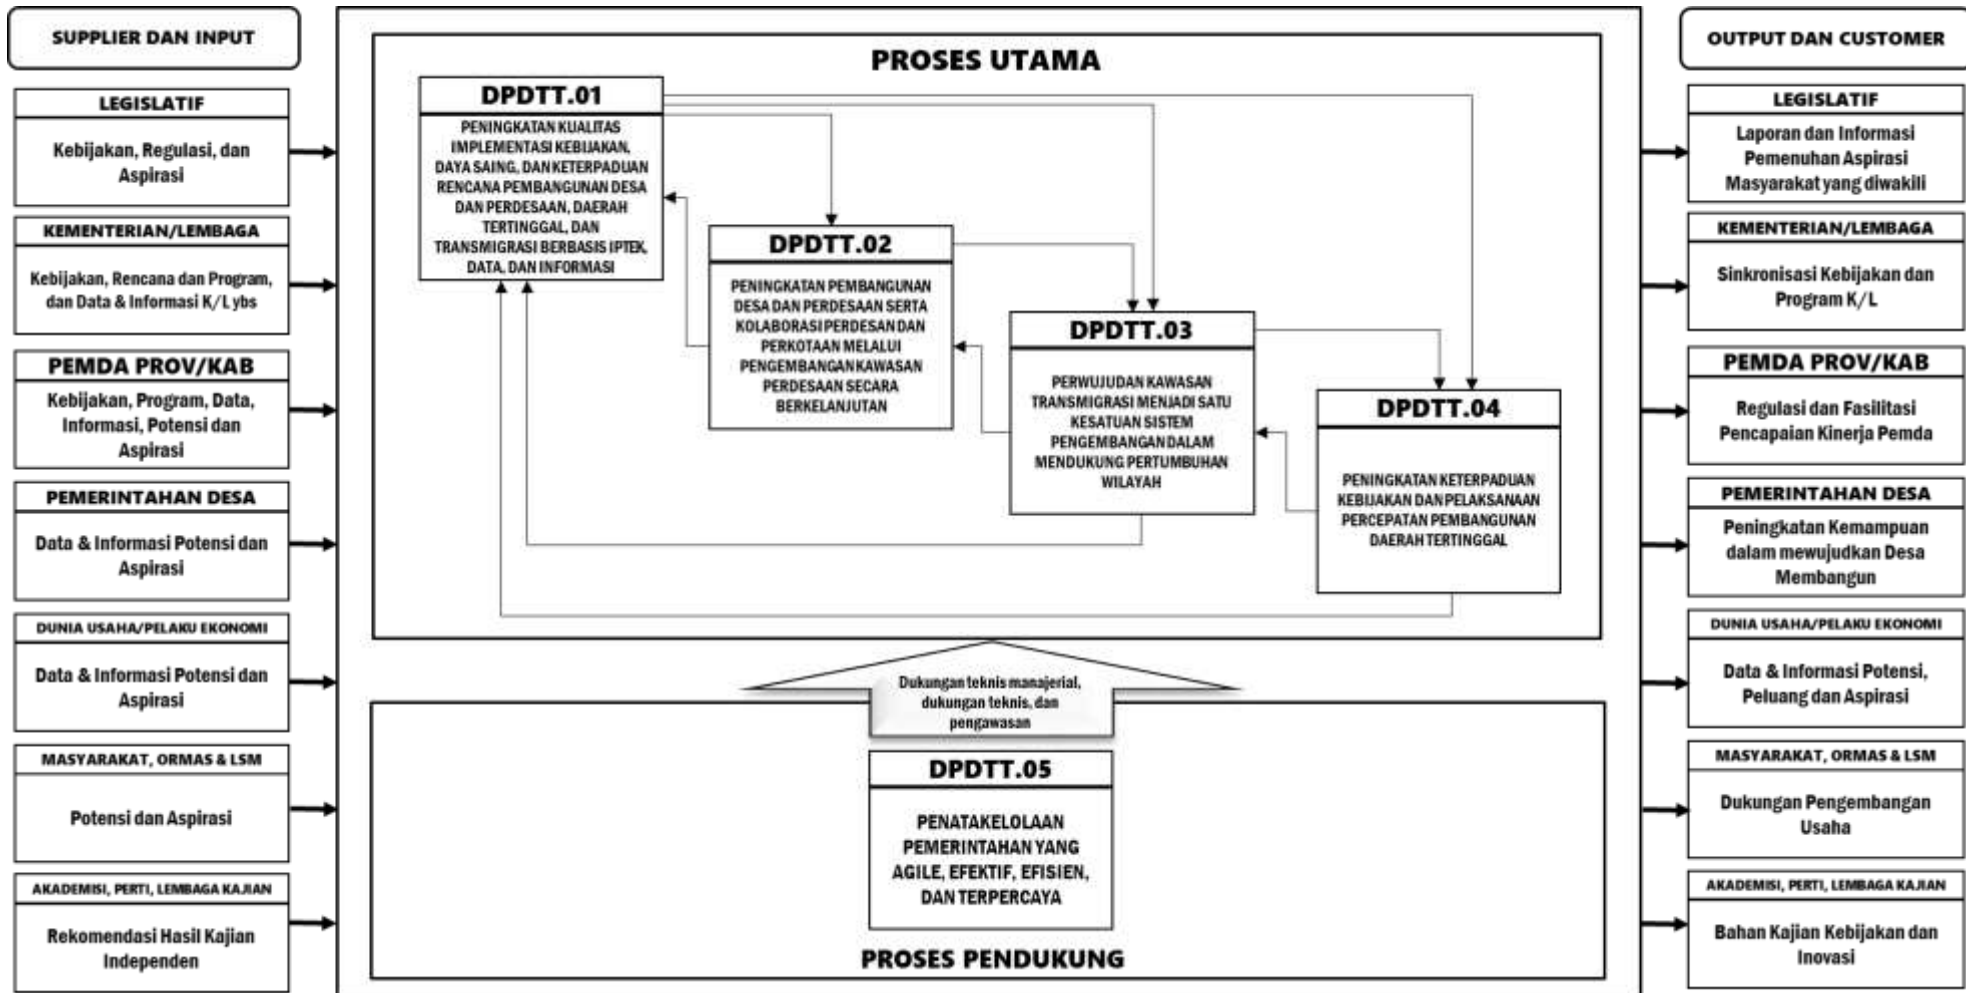 SUPPLIER DAN INPUT
LEGISLATIF
Kebijakan, Regulasi, dan
Aspirasi
KEMENTERIAN/LEMBAGA
Kebijakan, Rencana dan Program,
dan Data & Informasi K/L ybs
PEMDA PROV/KAB
Kebijakan, Program, Data,
Informasi, Potensi dan
Aspirasi
PEMERINTAHAN DESA
Data & Informasi Potensi dan
Aspirasi
DUNIA USAHA/PELAKU EKONOMI
Data & Informasi Potensi dan
Aspirasi
MASYARAKAT, ORMAS & LSM
Potensi dan Aspirasi
AKADEMISI, PERTI, LEMBAGA KAJIAN
Rekomendasi Hasil Kajian
Independen
PROSES UTAMA
DPDTT.01
PENINGKATAN KUALITAS
IMPLEMENTASI KEBIJAKAN,
DAYA SAING, DAN KETERPADUAN
RENCANA PEMBANGUNAN DESA
DAN PERDESAAN, DAERAH
TERTINGGAL, DAN
TRANSMIGRASI BERBASIS IPTEK,
DATA, DAN INFORMASI
DPDTT.02
PENINGKATAN PEMBANGUNAN
DESA DAN PERDESAAN SERTA
KOLABORASI PERDESAN DAN
PERKOTAAN MELALUI
PENGEMBANGAN KAWASAN
PERDESAAN SECARA
BERKELANJUTAN
DPDTT.03
PERWUJUDAN KAWASAN
TRANSMIGRASI MENJADI SATU
KESATUAN SISTEM
PENGEMBANGAN DALAM
MENDUKUNG PERTUMBUHAN
WILAYAH
DPDTT.04
PENINGKATAN KETERPADUAN
KEBIJAKAN DAN PELAKSANAAN
PERCEPATAN PEMBANGUNAN
DAERAH TERTINGGAL
Dukungan teknis manajerial,
dukungan teknis, dan
pengawasan
DPDTT.05
PENATAKELOLAAN
PEMERINTAHAN YANG
AGILE, EFEKTIF, EFISIEN,
DAN TERPERCAYA
PROSES PENDUKUNG
OUTPUT DAN CUSTOMER
LEGISLATIF
Laporan dan Informasi
Pemenuhan Aspirasi
Masyarakat yang diwakili
KEMENTERIAN/LEMBAGA
Sinkronisasi Kebijakan dan
Program K/L
PEMDA PROV/KAB
Regulasi dan Fasilitasi
Pencapaian Kinerja Pemda
PEMERINTAHAN DESA
Peningkatan Kemampuan
dalam mewujudkan Desa
Membangun
DUNIA USAHA/PELAKU EKONOMI
Data & Informasi Potensi,
Peluang dan Aspirasi
MASYARAKAT, ORMAS & LSM
Dukungan Pengembangan
Usaha
AKADEMISI, PERTI, LEMBAGA KAJIAN
Bahan Kajian Kebijakan dan
Inovasi